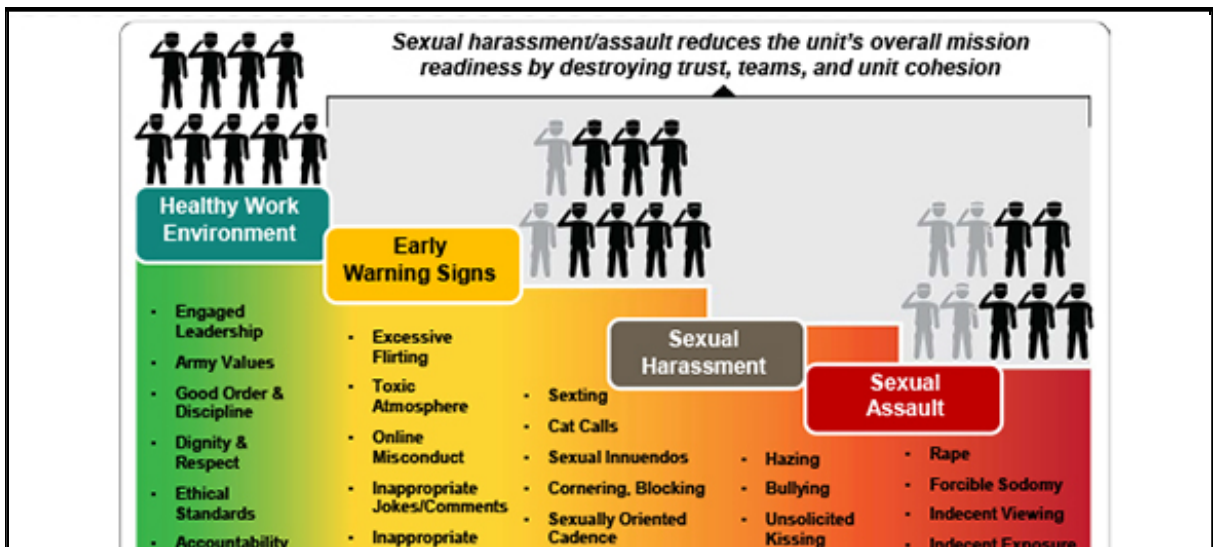 Sexual harassment/assault reduces the unit's overall mission
readiness by destroying trust, teams, and unit cohesion
Healthy Work
Environment
Early
Warning Signs
Sexual
Harassment
Sexual
Assault
• Engaged
Leadership
• Army Values
• Good Order &
Discipline
• Dignity &
Respect
• Ethical
Standards
• Accountability
• Excessive
Flirting
• Toxic
Atmosphere
• Online
Misconduct
• Inappropriate
Jokes/Comments
• Inappropriate
• Sexting
• Cat Calls
• Sexual Innuendos
• Cornering, Blocking
• Sexually Oriented
Cadence
• Hazing
• Bullying
• Unsolicited
Kissing
• Rape
• Forcible Sodomy
• Indecent Viewing
• Indecent Exposure